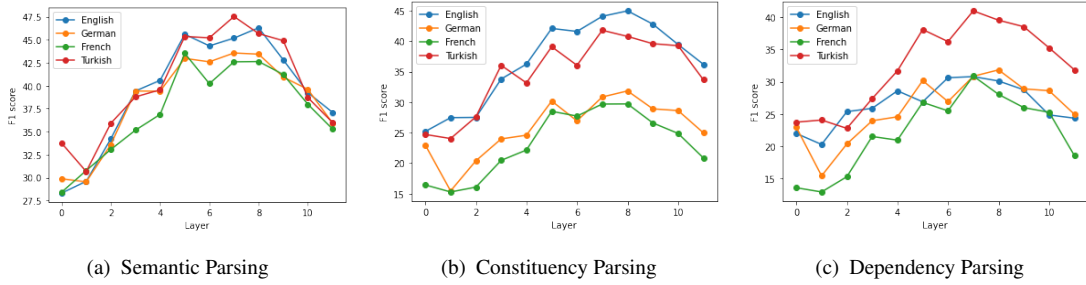 47.5
45.0
42.5
40.0
37.5
35.0
32.5
30.0
27.5
F1 score
0 2 4 6 8 10
Layer
English
German
French
Turkish
(a) Semantic Parsing
45
40
35
30
25
20
15
F1 score
0 2 4 6 8 10
Layer
English
German
French
Turkish
(b) Constituency Parsing
40
35
30
25
20
15
F1 score
0 2 4 6 8 10
Layer
English
German
French
Turkish
(c) Dependency Parsing